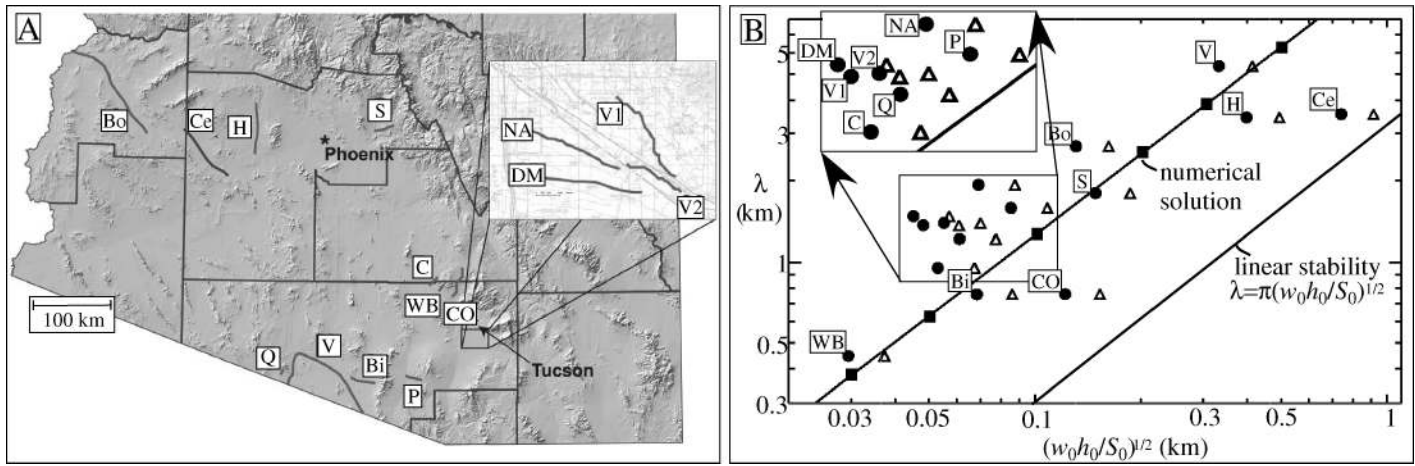 A
Bo
Ce
H
S
*
Phoenix
NA
DM
V1
V2
C
WB
CO
100 km
Q
V
Bi
P
Tucson
B
λ
(km)
5
3
1
0.5
0.3
NA
P
DM
V2
V1
Q
C
V
H
Ce
Bo
S
numerical
solution
Bi
CO
linear stability
λ=π(w₀h₀/S₀)¹/²
WB
0.03
0.05
0.1
0.3
0.5
1
(w₀h₀/S₀)¹/² (km)